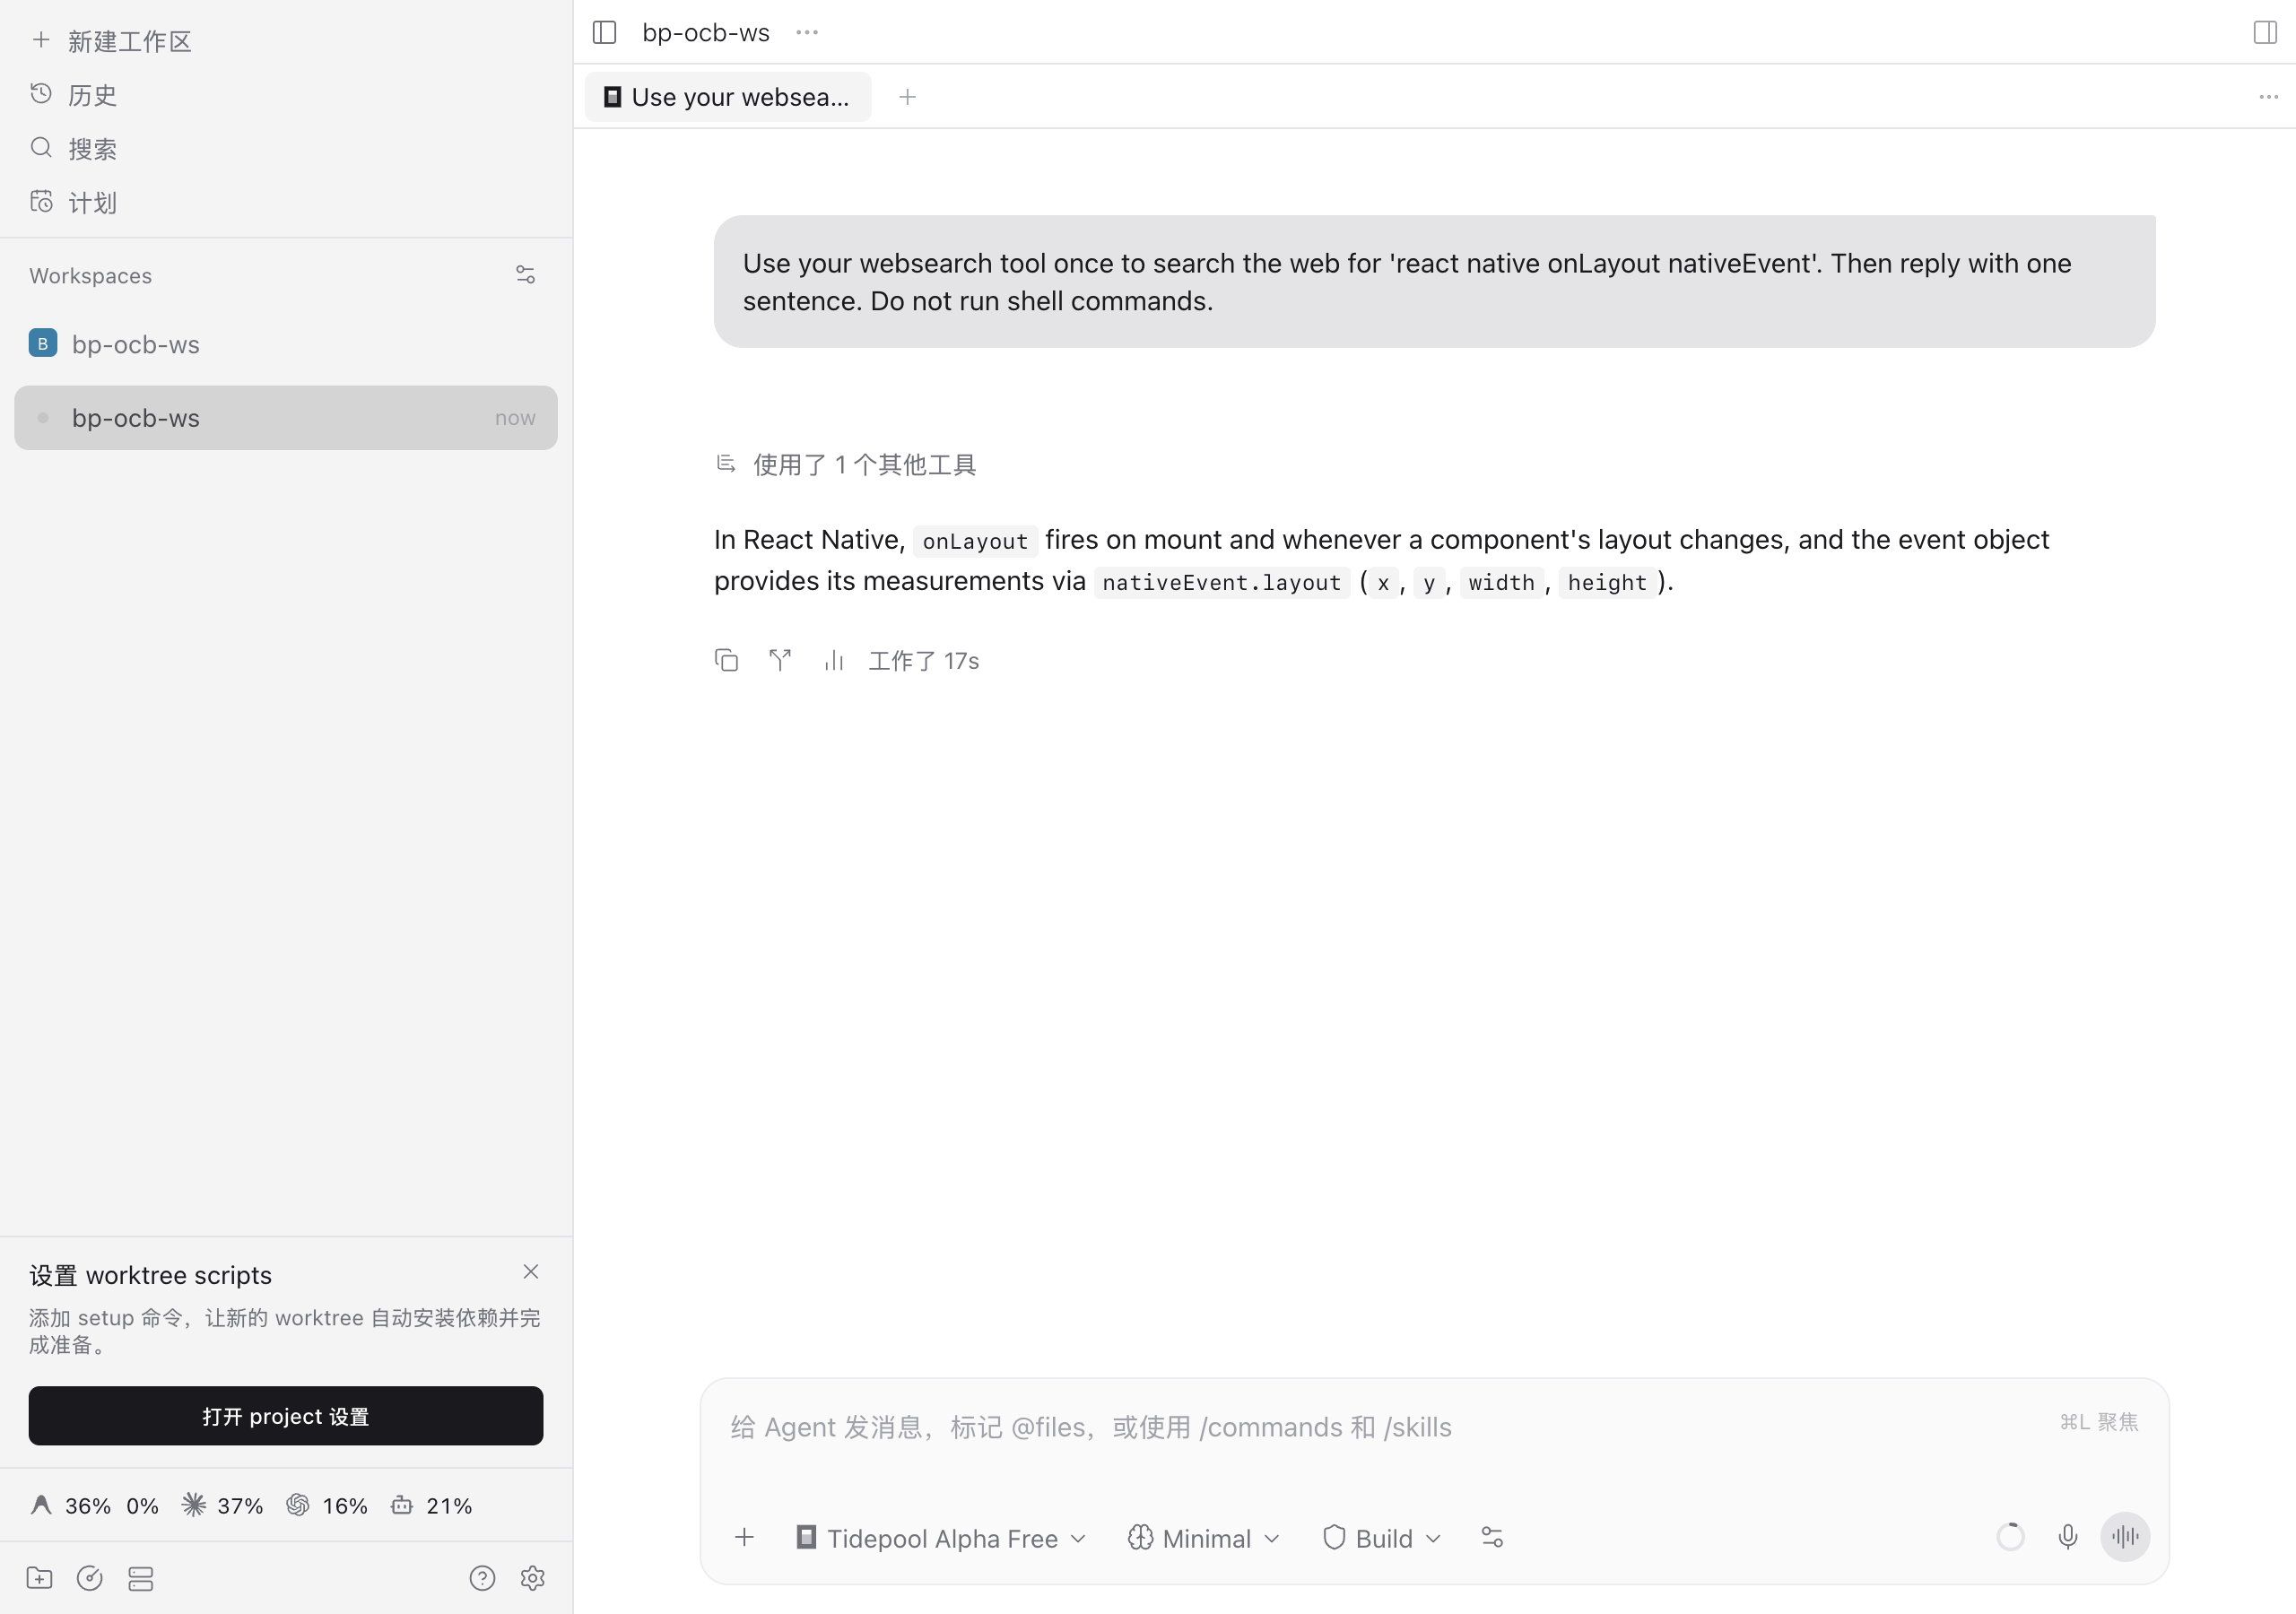 新建工作区
历史
搜索
计划
Workspaces
B bp-ocb-ws
bp-ocb-ws now
设置 worktree scripts
添加 setup 命令，让新的 worktree 自动安装依赖并完
成准备。
打开 project 设置
36% 0% 37% 16% 21%
bp-ocb-ws
Use your websea...
Use your websearch tool once to search the web for 'react native onLayout nativeEvent'. Then reply with one
sentence. Do not run shell commands.
使用了 1 个其他工具
In React Native, onLayout fires on mount and whenever a component's layout changes, and the event object
provides its measurements via nativeEvent.layout (x, y, width, height).
工作了 17s
给 Agent 发消息，标记 @files，或使用 /commands 和 /skills
⌘L 聚焦
Tidepool Alpha Free Minimal Build